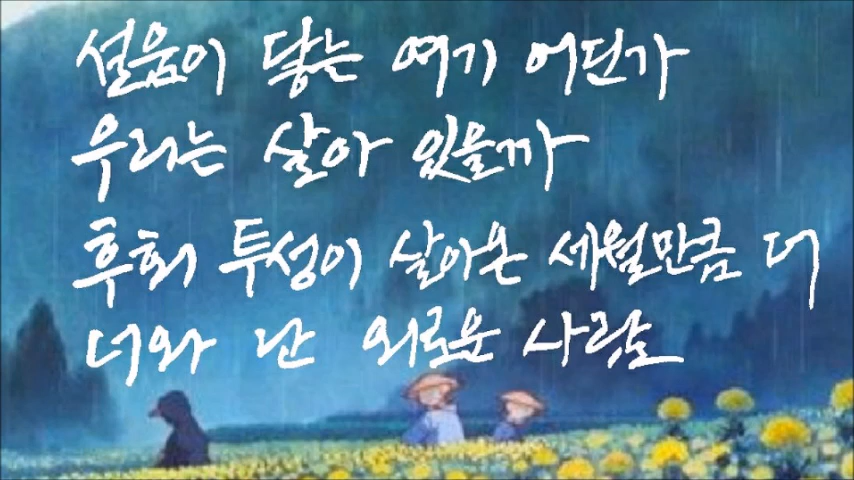 설움이 닿는 여기 어딘가
우리는 살아 있을까
후회 투성이 살아온 세월만큼 더
너와 난 외로운 사람